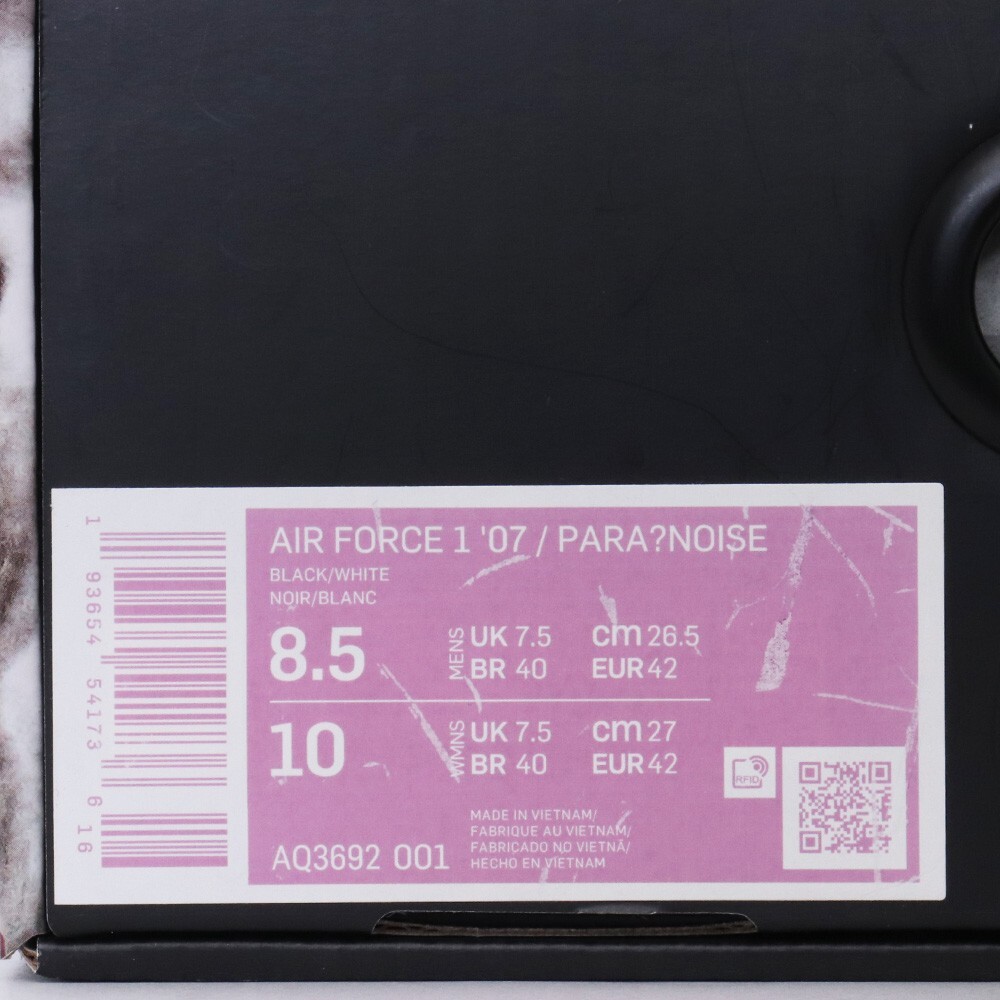 AIR FORCE 1 '07 / PARA?NOISE
BLACK/WHITE
NOIR/BLANC
8.5
MENS
UK 7.5
cm 26.5
BR 40
EUR 42
10
WMNS
UK 7.5
cm 27
BR 40
EUR 42
AQ3692 001
MADE IN VIETNAM/
FABRIQUE AU VIETNAM/
FABRICADO NO VIETNÃ/
HECHO EN VIETNAM
RFID
1 93654 54173 6 16